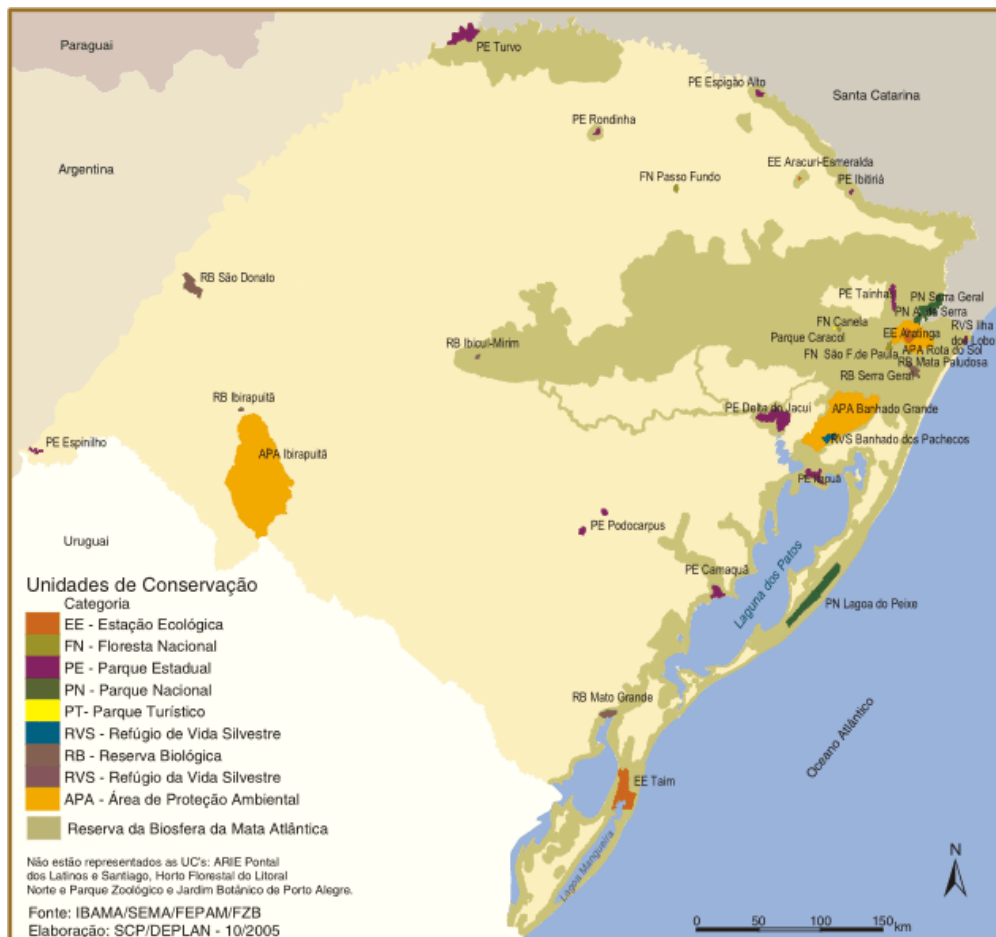 Paraguai
PE Turvo
PE Espigão Alto
Santa Catarina
PE Rondinha
Argentina
EE Aracuri-Esmeralda
FN Passo Fundo
PE Ibitiriá
RB São Donato
PE Tainhas
PN Serra Geral
PN A. da Serra
FN Canela
EE Aratinga
RVS Ilha
dos Lobo
Parque Caracol
FN São F.de Paula
APA Rota do Sol
RB Ibicuí-Mirim
RB Mata Paludosa
RB Serra Geral
RB Ibirapuitã
PE Delta do Jacuí
APA Banhado Grande
PE Espinilho
APA Ibirapuitã
RVS Banhado dos Pachecos
PE Itapuã
PE Podocarpus
Uruguai
PE Camaquã
Laguna dos Patos
PN Lagoa do Peixe
RB Mato Grande
Oceano Atlântico
EE Taim
Lagoa Mangueira
Unidades de Conservação
Categoria
EE - Estação Ecológica
FN - Floresta Nacional
PE - Parque Estadual
PN - Parque Nacional
PT- Parque Turístico
RVS - Refúgio de Vida Silvestre
RB - Reserva Biológica
RVS - Refúgio da Vida Silvestre
APA - Área de Proteção Ambiental
Reserva da Biosfera da Mata Atlântica
Não estão representados as UC's: ARIE Pontal
dos Latinos e Santiago, Horto Florestal do Litoral
Norte e Parque Zoológico e Jardim Botânico de Porto Alegre.
Fonte: IBAMA/SEMA/FEPAM/FZB
Elaboração: SCP/DEPLAN - 10/2005
N
0 50 100 150 km